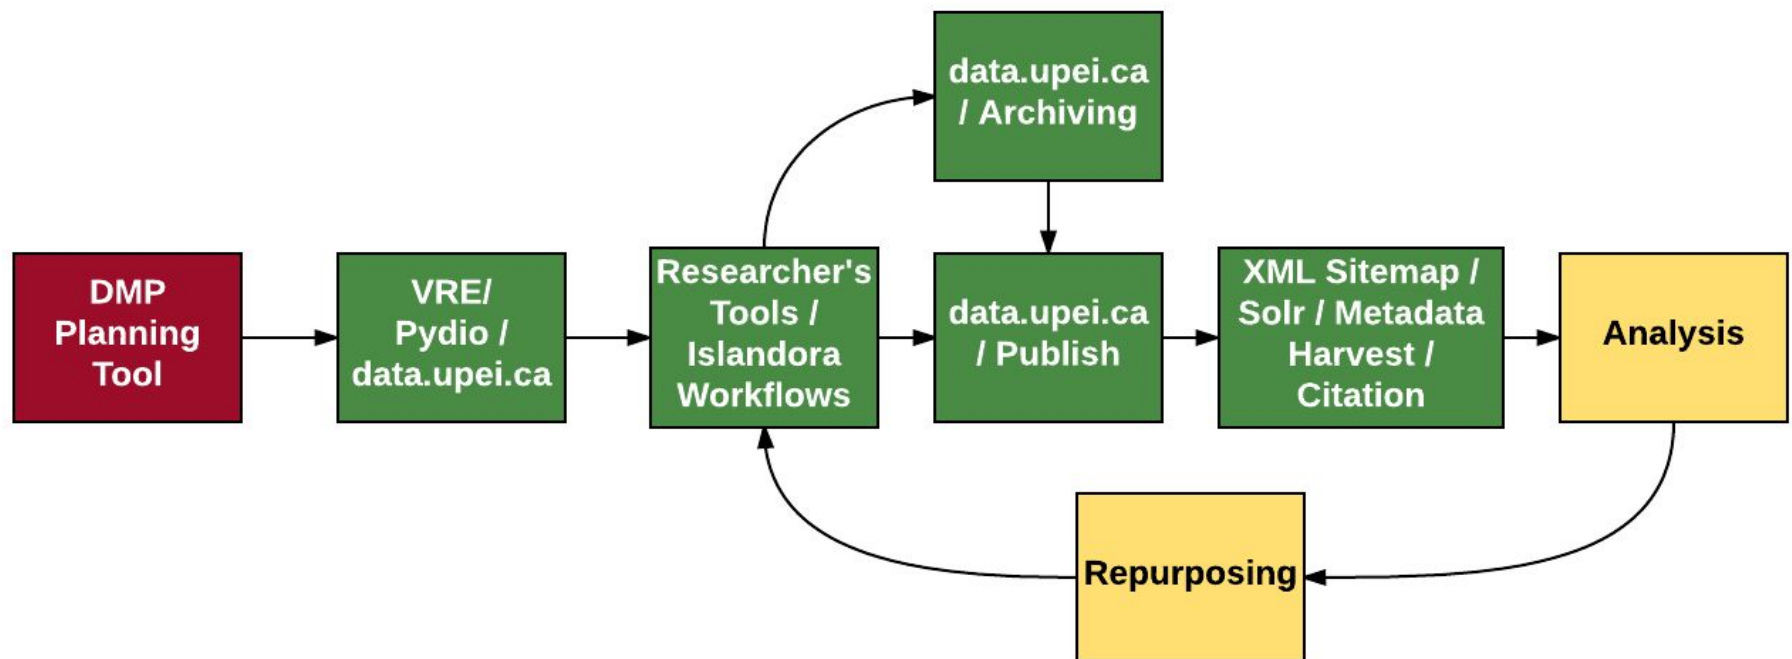 data.upei.ca
/ Archiving
DMP
Planning
Tool
VRE/
Pydio /
data.upei.ca
Researcher's
Tools /
Islandora
Workflows
data.upei.ca
/ Publish
XML Sitemap /
Solr / Metadata
Harvest /
Citation
Analysis
Repurposing